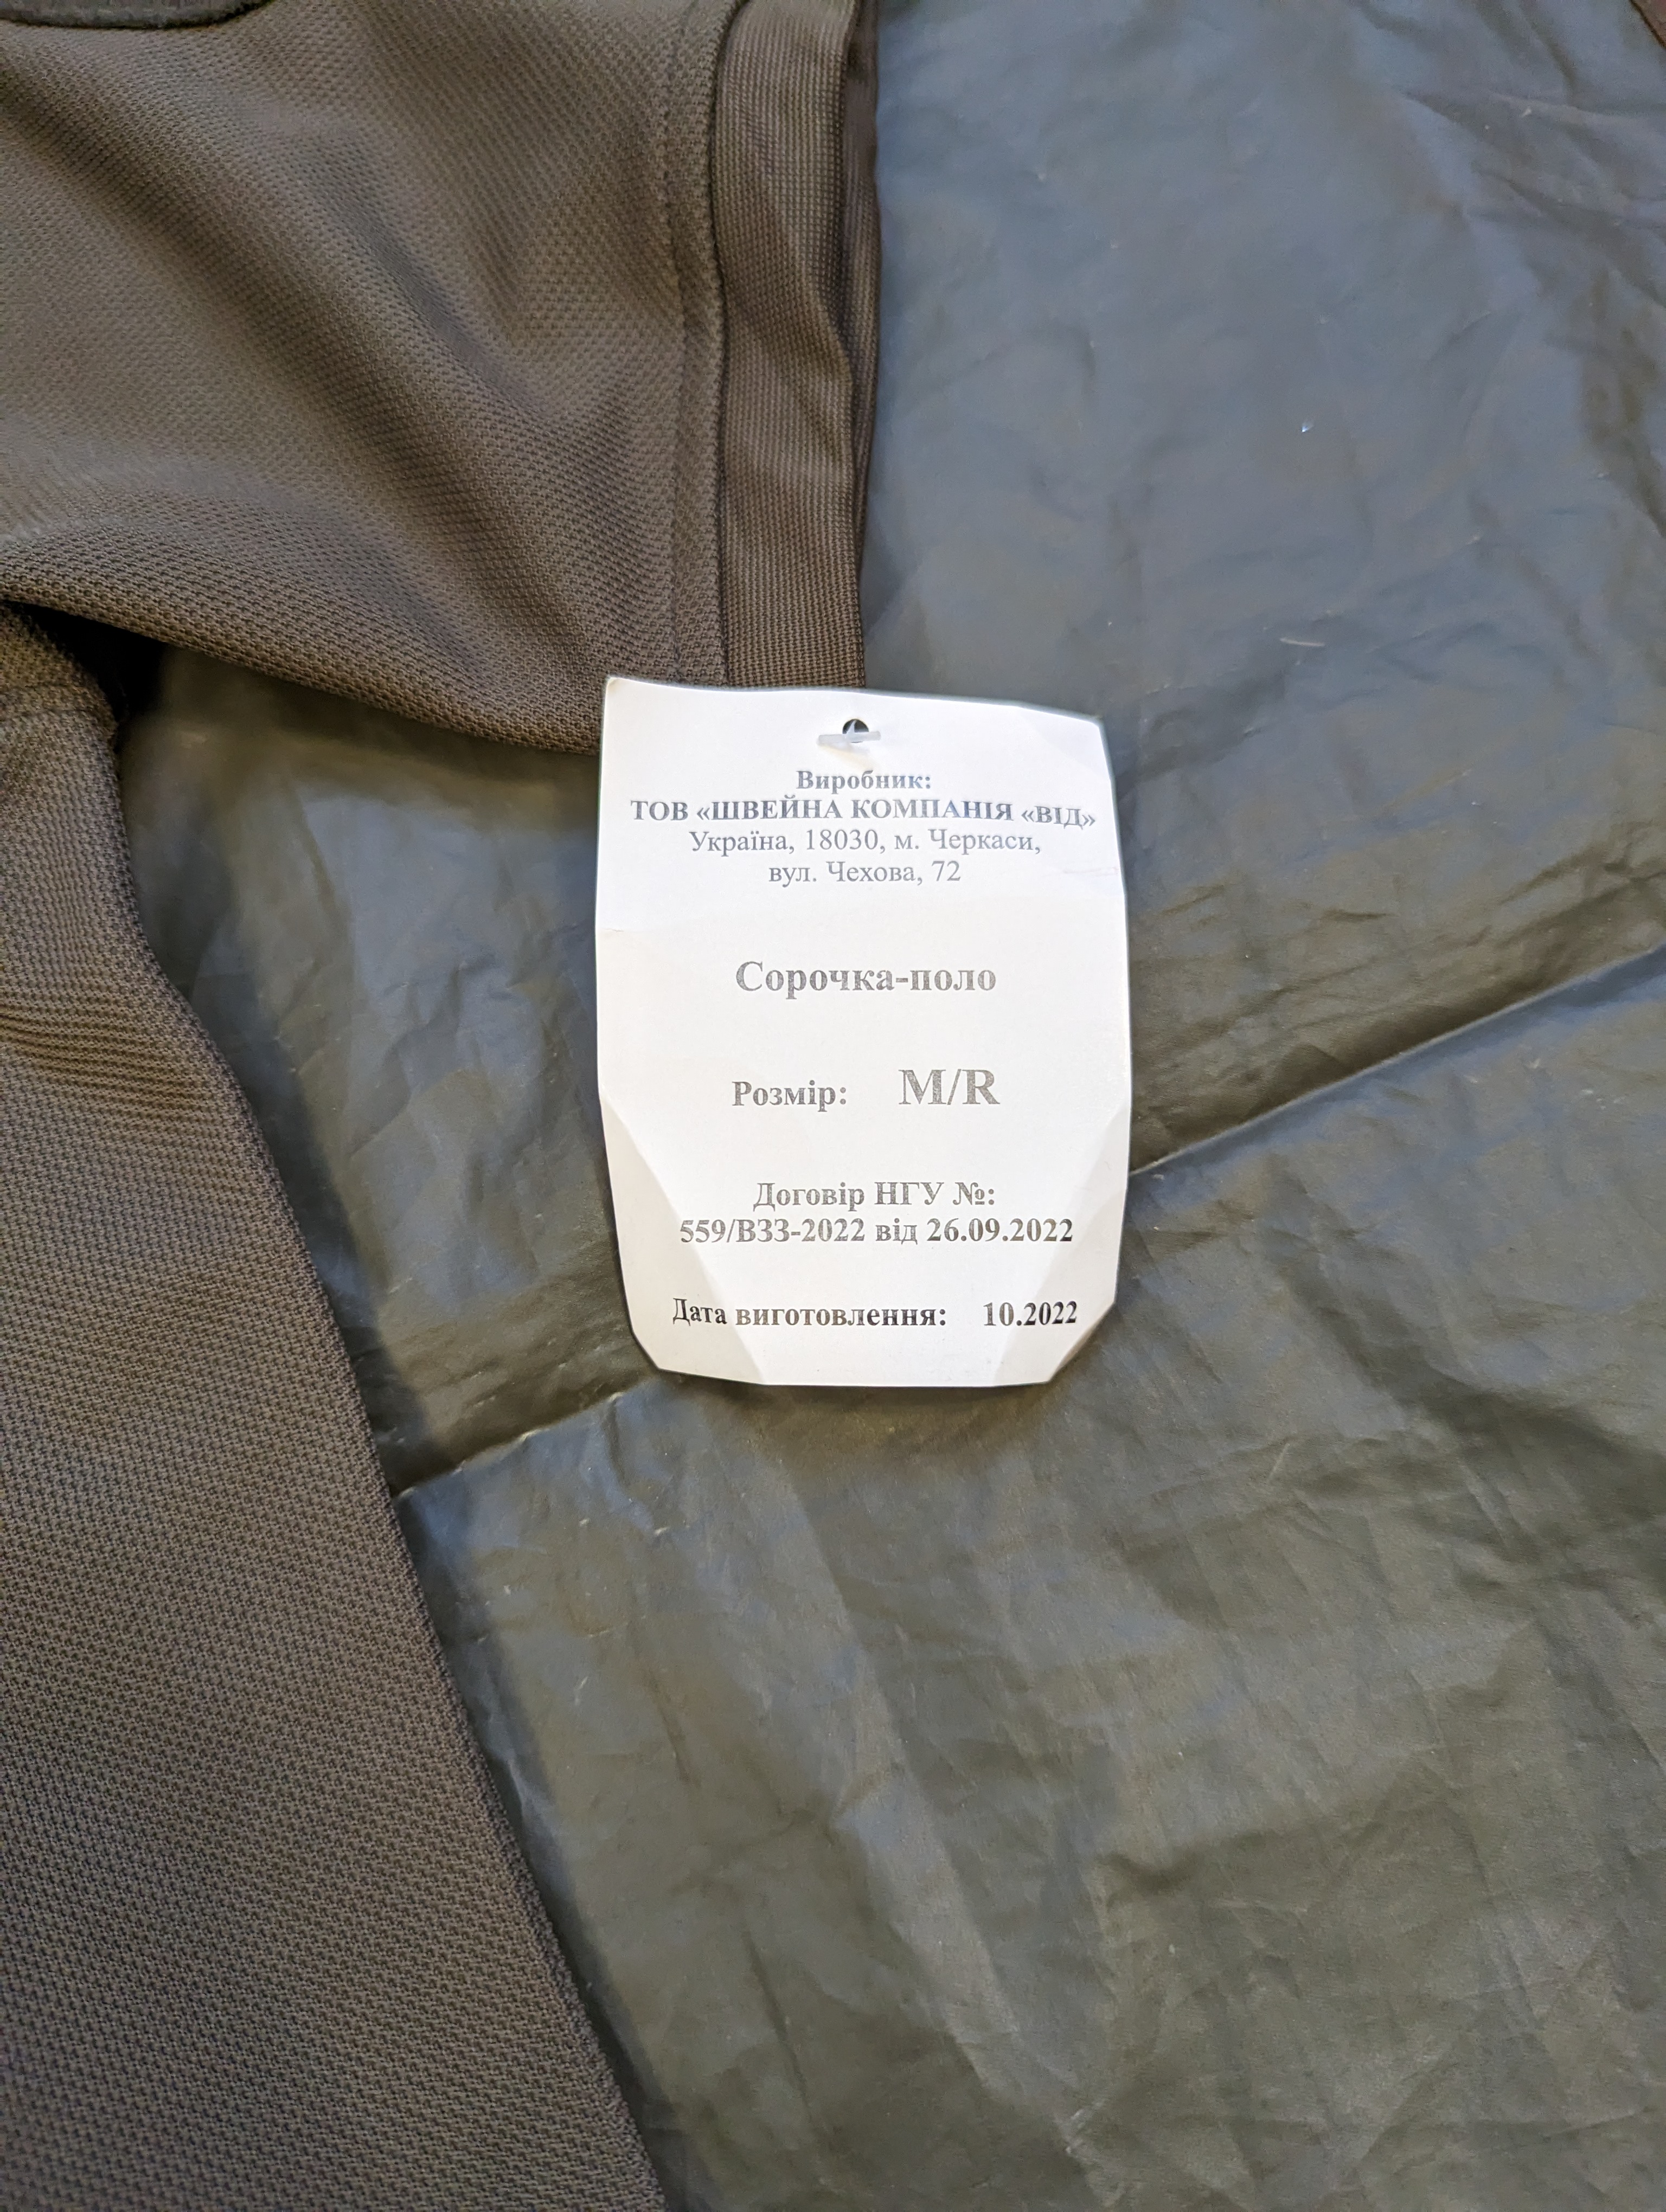 Виробник:
ТОВ «ШВЕЙНА КОМПАНІЯ «ВІД»
Україна, 18030, м. Черкаси,
вул. Чехова, 72
Сорочка-поло
Розмір: M/R
Договір НГУ №:
559/ВЗЗ-2022 від 26.09.2022
Дата виготовлення: 10.2022